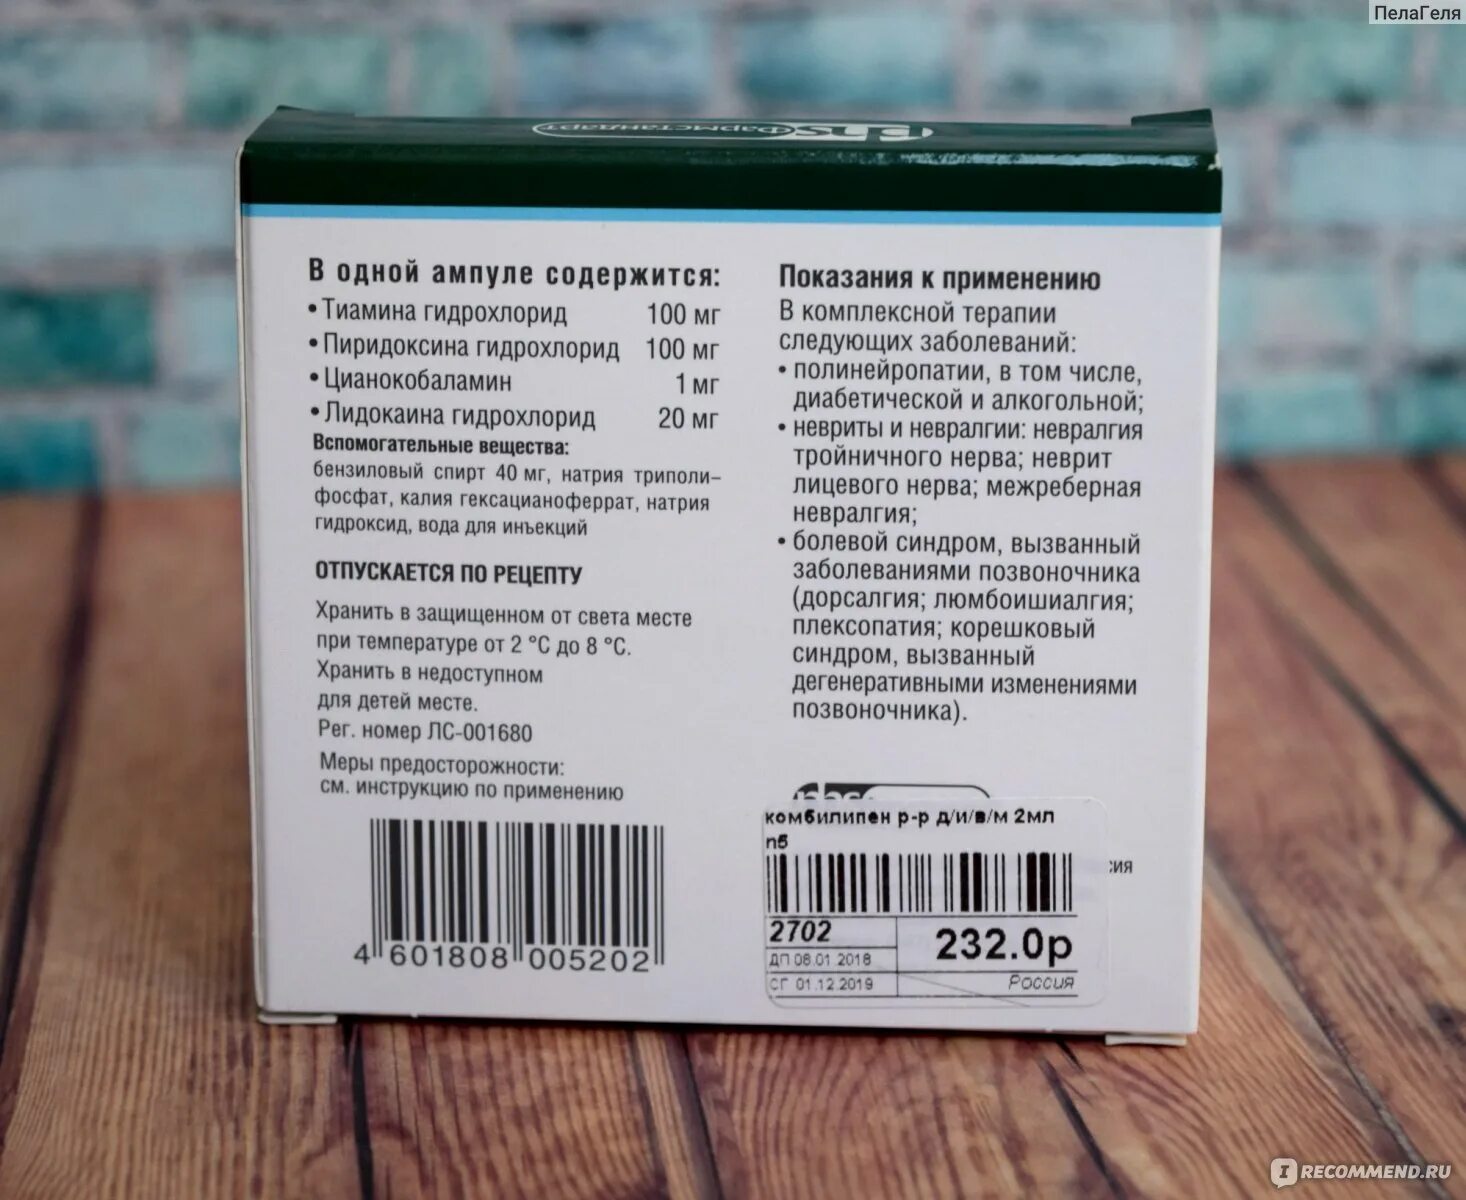 ПелаГеля
Фармстандарт
В одной ампуле содержится:
• Тиамина гидрохлорид 100 мг
• Пиридоксина гидрохлорид 100 мг
• Цианокобаламин 1 мг
• Лидокаина гидрохлорид 20 мг
Вспомогательные вещества:
бензиловый спирт 40 мг, натрия триполи–
фосфат, калия гексацианоферрат, натрия
гидроксид, вода для инъекций
ОТПУСКАЕТСЯ ПО РЕЦЕПТУ
Хранить в защищенном от света месте
при температуре от 2 °С до 8 °С.
Хранить в недоступном
для детей месте.
Рег. номер ЛС-001680
Меры предосторожности:
см. инструкцию по применению
4 601808 005202
Показания к применению
В комплексной терапии
следующих заболеваний:
• полинейропатии, в том числе,
диабетической и алкогольной;
• невриты и невралгии: невралгия
тройничного нерва; неврит
лицевого нерва; межреберная
невралгия;
• болевой синдром, вызванный
заболеваниями позвоночника
(дорсалгия; люмбоишиалгия;
плексопатия; корешковый
синдром, вызванный
дегенеративными изменениями
позвоночника).
комбилипен р-р д/и/в/м 2мл
n5
2702
232.0р
ДП 08.01.2018
СГ 01.12.2019
Россия
IRECOMMEND.RU